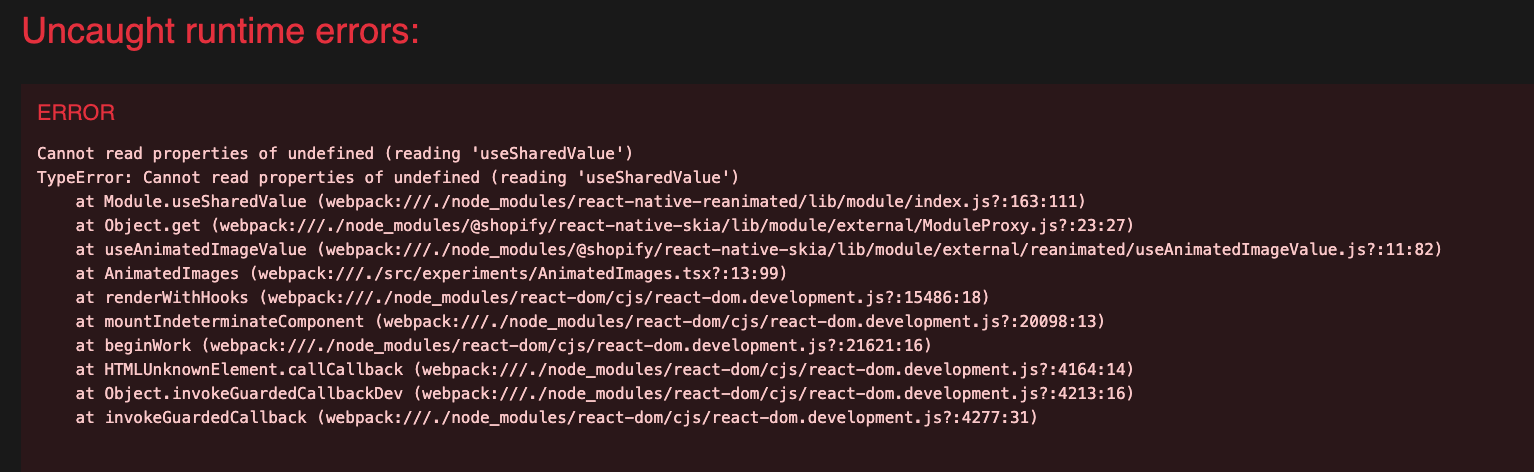 Uncaught runtime errors:
ERROR
Cannot read properties of undefined (reading 'useSharedValue')
TypeError: Cannot read properties of undefined (reading 'useSharedValue')
    at Module.useSharedValue (webpack:///./node_modules/react-native-reanimated/lib/module/index.js?:163:111)
    at Object.get (webpack:///./node_modules/@shopify/react-native-skia/lib/module/external/ModuleProxy.js?:23:27)
    at useAnimatedImageValue (webpack:///./node_modules/@shopify/react-native-skia/lib/module/external/reanimated/useAnimatedImageValue.js?:11:82)
    at AnimatedImages (webpack:///./src/experiments/AnimatedImages.tsx?:13:99)
    at renderWithHooks (webpack:///./node_modules/react-dom/cjs/react-dom.development.js?:15486:18)
    at mountIndeterminateComponent (webpack:///./node_modules/react-dom/cjs/react-dom.development.js?:20098:13)
    at beginWork (webpack:///./node_modules/react-dom/cjs/react-dom.development.js?:21621:16)
    at HTMLUnknownElement.callCallback (webpack:///./node_modules/react-dom/cjs/react-dom.development.js?:4164:14)
    at Object.invokeGuardedCallbackDev (webpack:///./node_modules/react-dom/cjs/react-dom.development.js?:4213:16)
    at invokeGuardedCallback (webpack:///./node_modules/react-dom/cjs/react-dom.development.js?:4277:31)